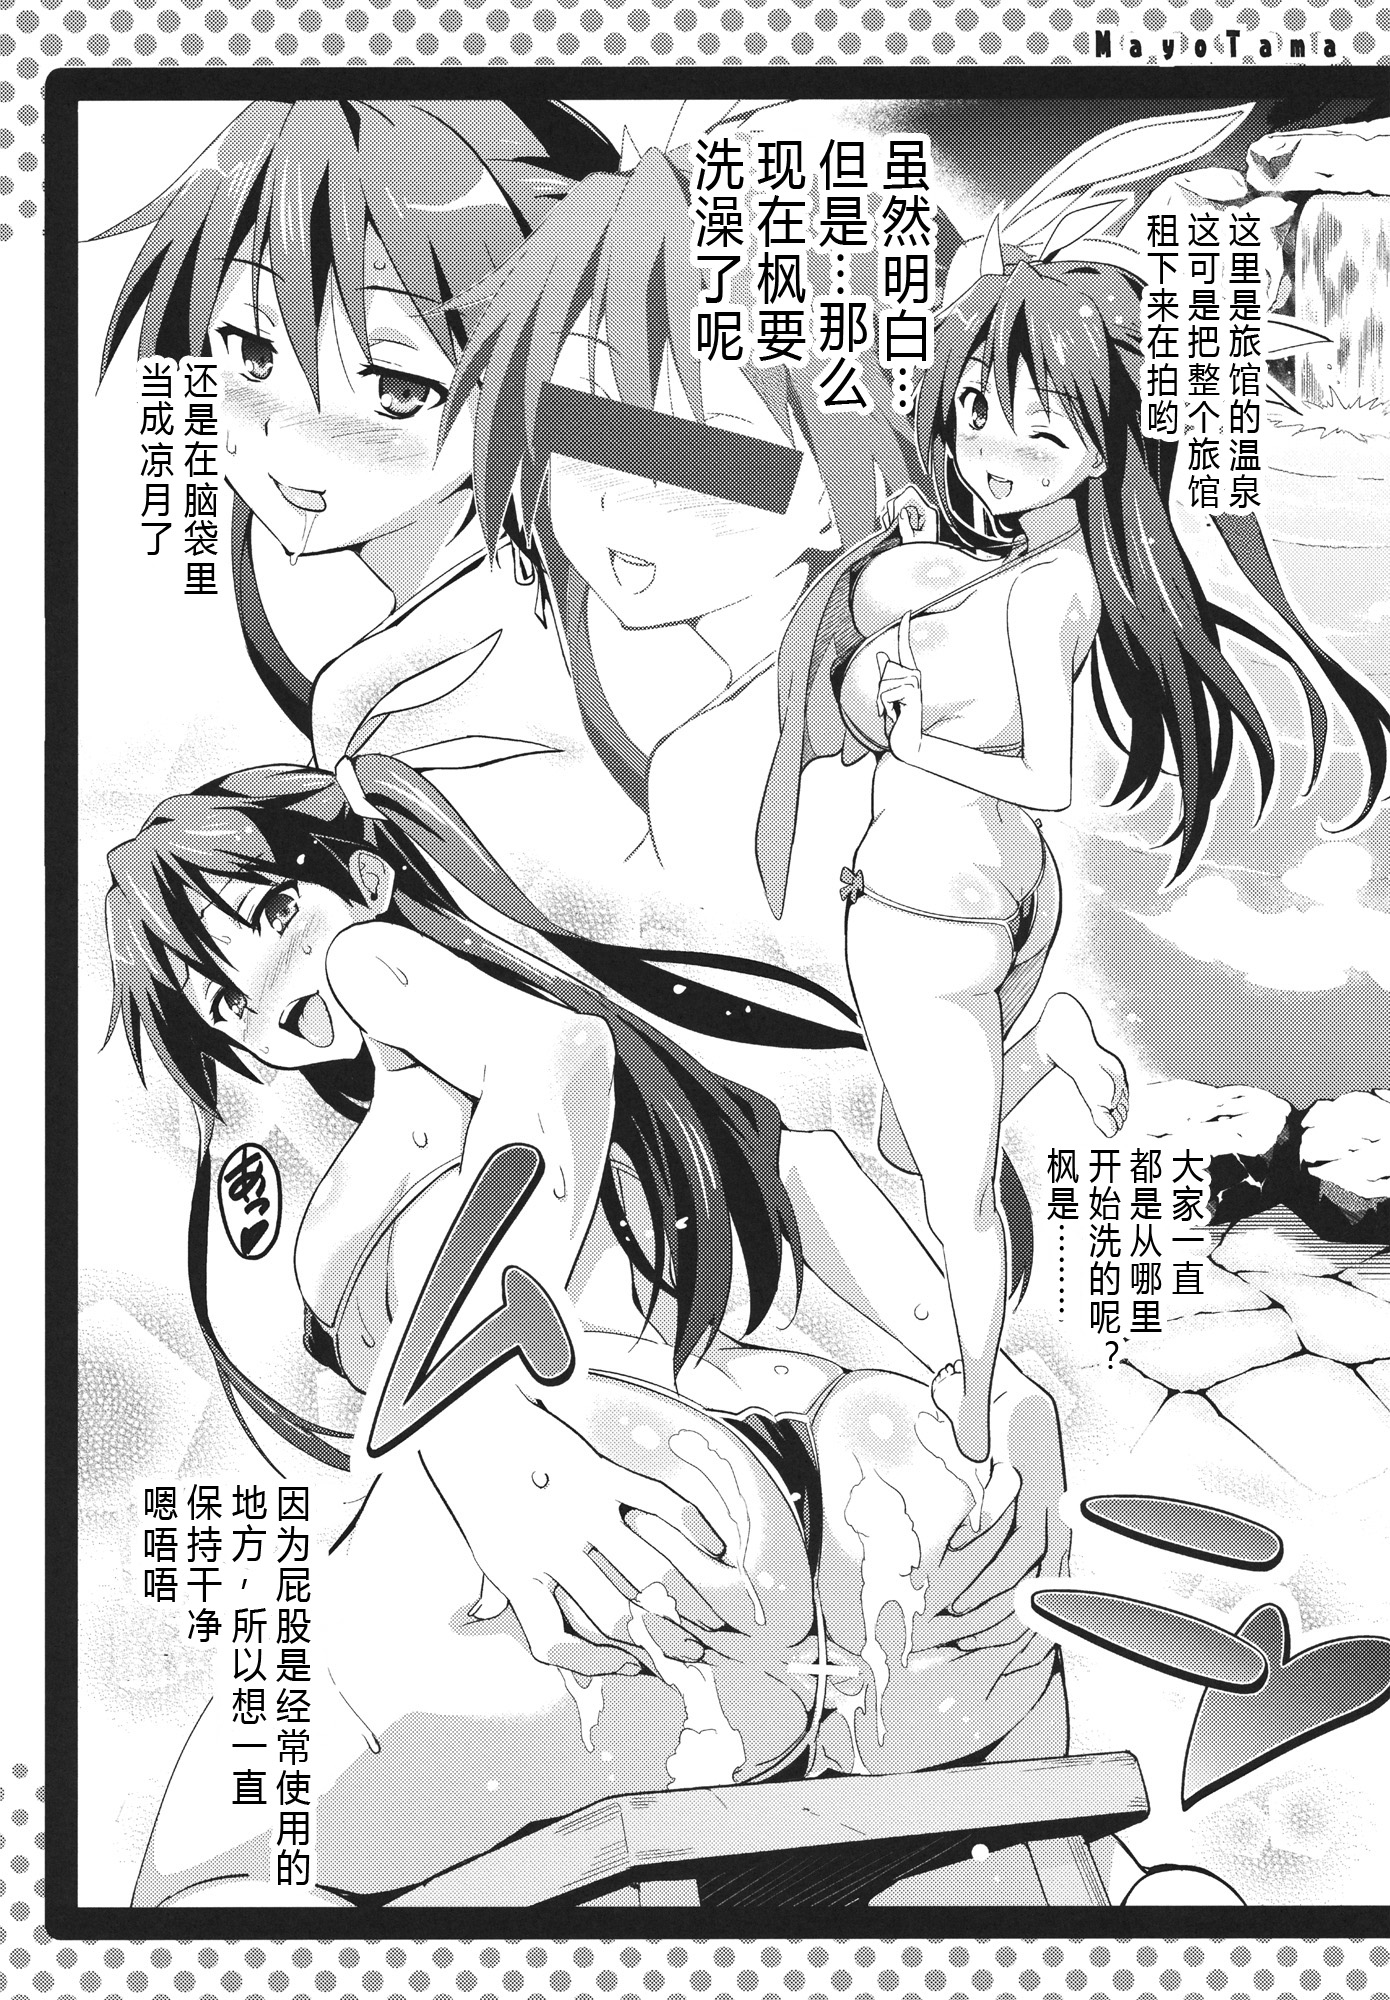 MayoTama
这里是旅馆的温泉
这可是把整个旅馆
租下来在拍哟
虽然明白…
但是…那么
现在枫要
洗澡了呢
还是在脑袋里
当成凉月了
大家一直
都是从哪里
开始洗的呢？
枫是………
あっ♥
因为屁股是经常使用的
地方，所以想一直
保持干净
嗯唔唔